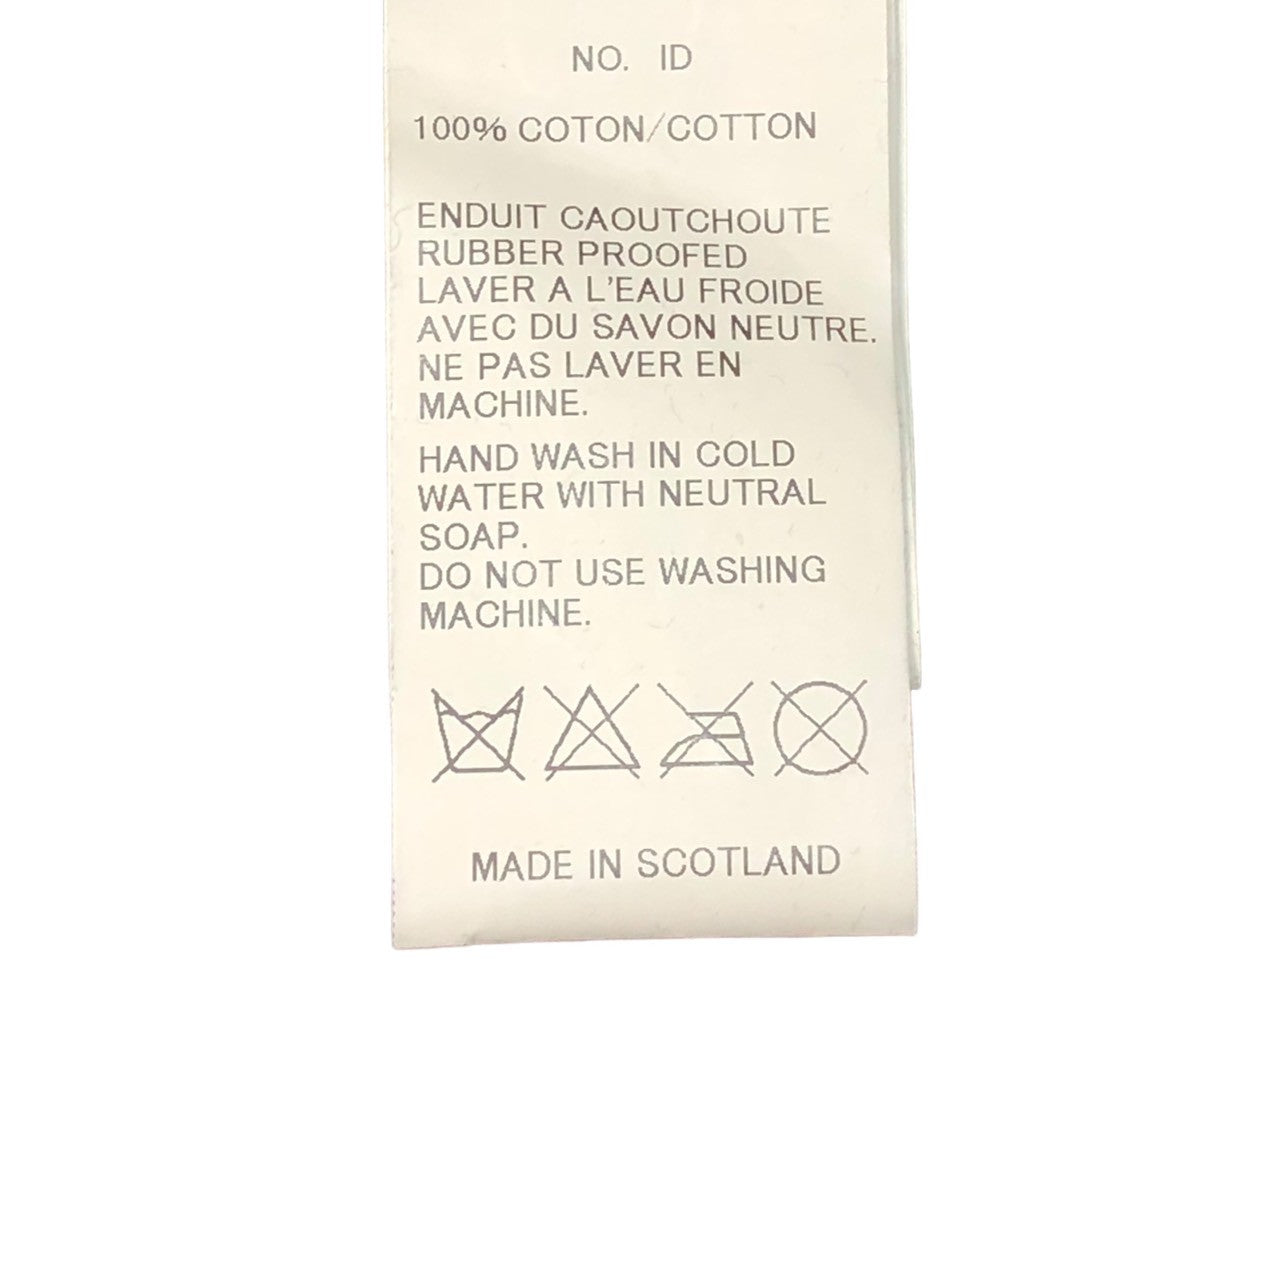 NO. ID
100% COTON/COTTON
ENDUIT CAOUTCHOUTE
RUBBER PROOFED
LAVER A L'EAU FROIDE
AVEC DU SAVON NEUTRE.
NE PAS LAVER EN
MACHINE.
HAND WASH IN COLD
WATER WITH NEUTRAL
SOAP.
DO NOT USE WASHING
MACHINE.
MADE IN SCOTLAND